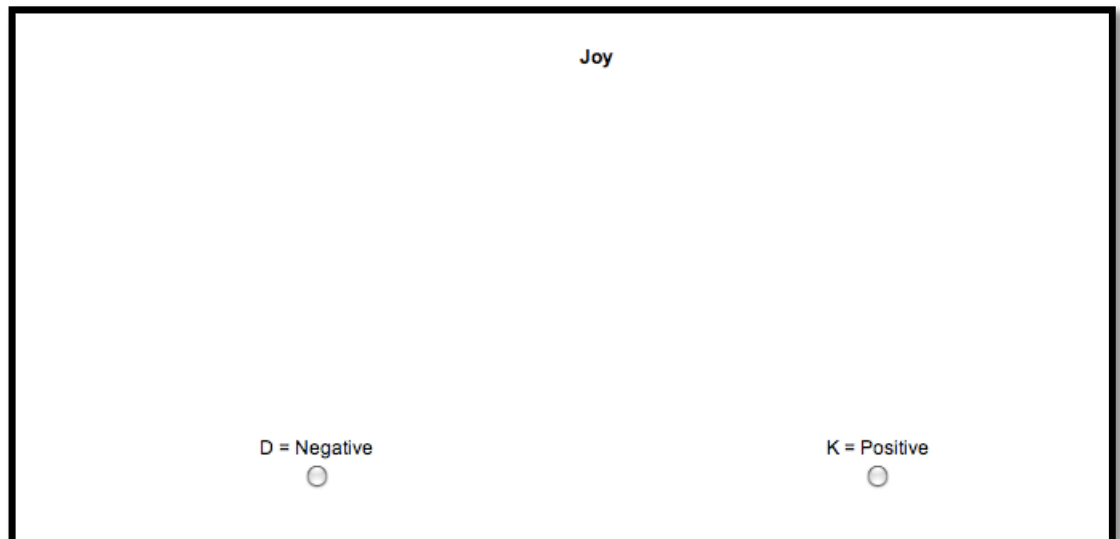 Joy
D = Negative
K = Positive